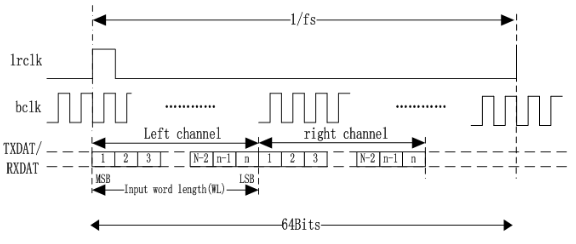 1/fs
lrclk
bclk
············ ············
Left channel right channel
TXDAT/
RXDAT
1 2 3 N-2 n-1 n 1 2 3 N-2 n-1 n
MSB LSB
Input word length(WL)
64Bits